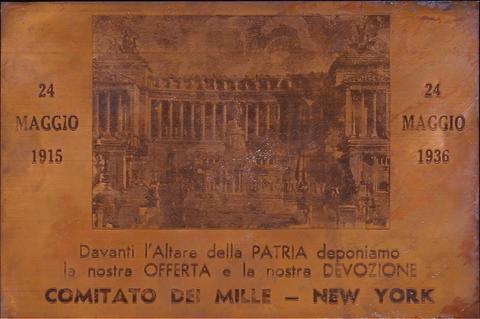 24
MAGGIO
1915
24
MAGGIO
1936
Davanti l'Altare della PATRIA deponiamo
la nostra OFFERTA e la nostra DEVOZIONE
COMITATO DEI MILLE – NEW YORK